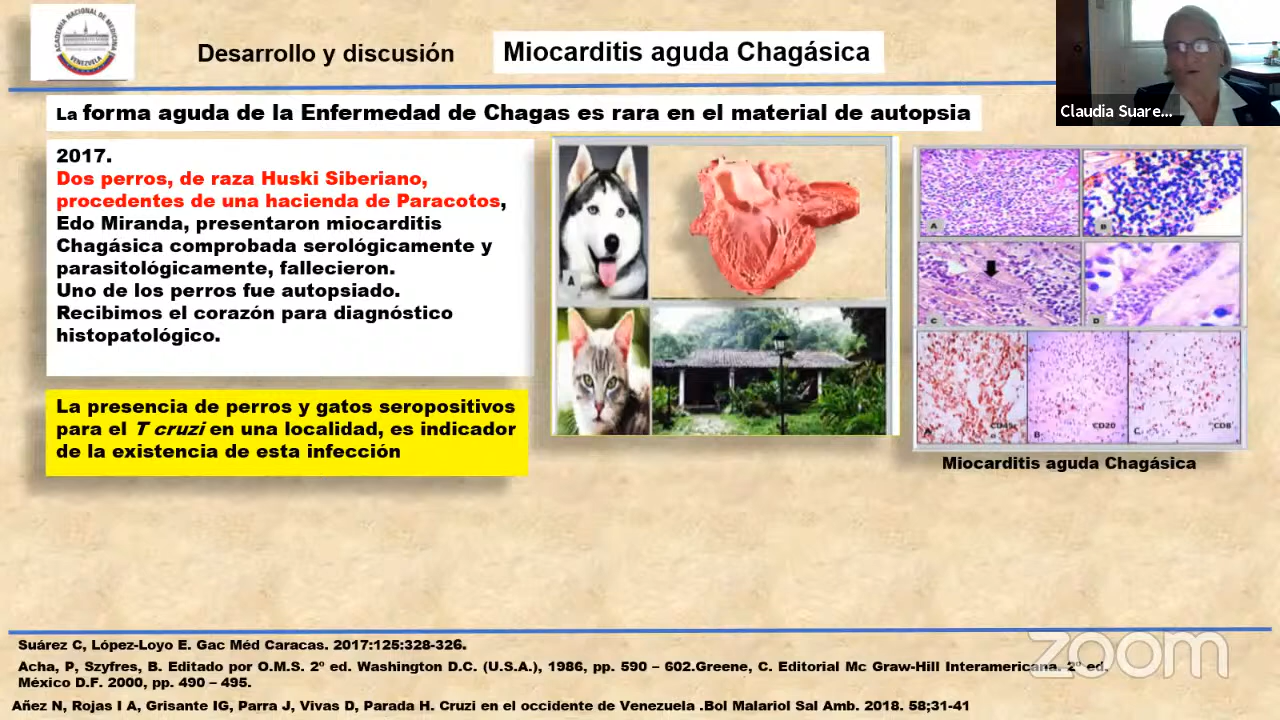 ACADEMIA NACIONAL DE MEDICINA
VENEZUELA
Desarrollo y discusión
Miocarditis aguda Chagásica
Claudia Suare...
La forma aguda de la Enfermedad de Chagas es rara en el material de autopsia
2017.
Dos perros, de raza Huski Siberiano,
procedentes de una hacienda de Paracotos,
Edo Miranda, presentaron miocarditis
Chagásica comprobada serológicamente y
parasitológicamente, fallecieron.
Uno de los perros fue autopsiado.
Recibimos el corazón para diagnóstico
histopatológico.
La presencia de perros y gatos seropositivos
para el T cruzi en una localidad, es indicador
de la existencia de esta infección
A
A
B
C
D
A
B
CD20
C
CD8
Miocarditis aguda Chagásica
Suárez C, López-Loyo E. Gac Méd Caracas. 2017:125:328-326.
Acha, P, Szyfres, B. Editado por O.M.S. 2º ed. Washington D.C. (U.S.A.), 1986, pp. 590 – 602.Greene, C. Editorial Mc Graw-Hill Interamericana. 2º ed,
México D.F. 2000, pp. 490 – 495.
Añez N, Rojas I A, Grisante IG, Parra J, Vivas D, Parada H. Cruzi en el occidente de Venezuela .Bol Malariol Sal Amb. 2018. 58;31-41
zoom